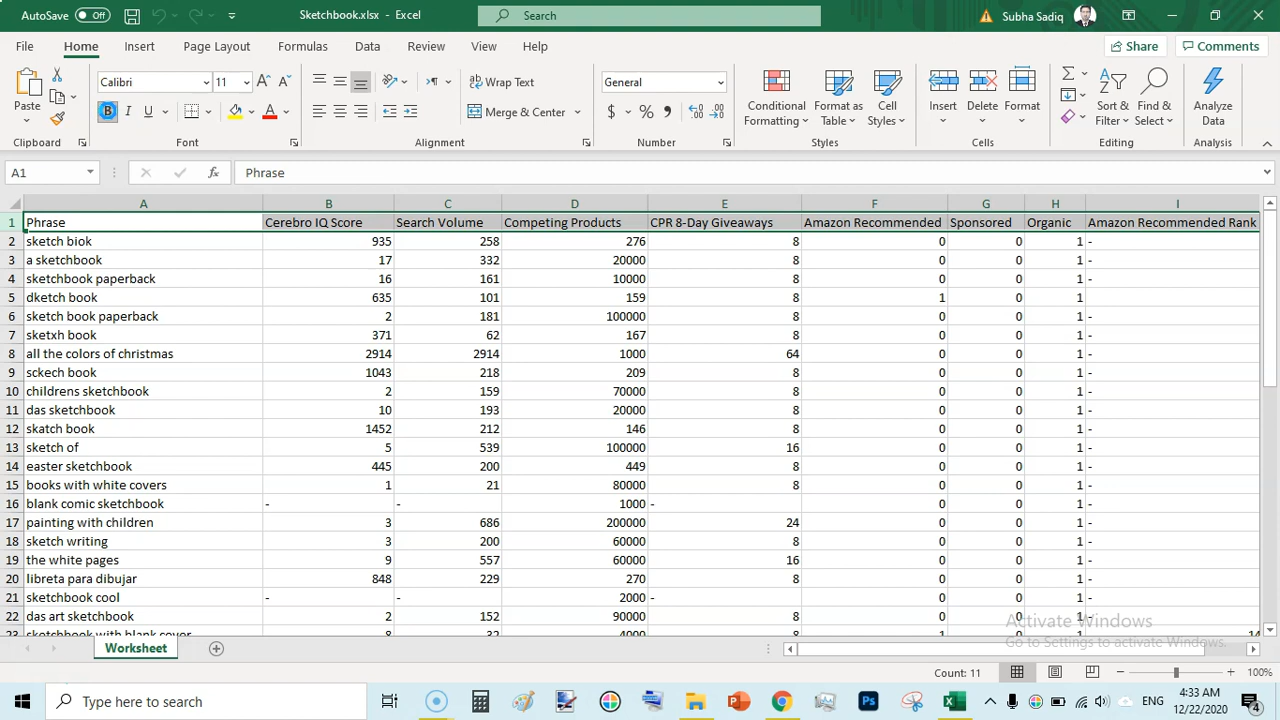 AutoSave Off Sketchbook.xlsx - Excel Search Subha Sadiq
File Home Insert Page Layout Formulas Data Review View Help Share Comments
Calibri 11 Wrap Text General
Paste B I U Merge & Center $ % Conditional Formatting Format as Table Cell Styles Insert Delete Format Sort & Filter Find & Select Analyze Data
Clipboard Font Alignment Number Styles Cells Editing Analysis
A1 fx Phrase
A B C D E F G H I
1 Phrase Cerebro IQ Score Search Volume Competing Products CPR 8-Day Giveaways Amazon Recommended Sponsored Organic Amazon Recommended Rank
2 sketch biok 935 258 276 8 0 0 1 -
3 a sketchbook 17 332 20000 8 0 0 1 -
4 sketchbook paperback 16 161 10000 8 0 0 1 -
5 dketch book 635 101 159 8 1 0 1 -
6 sketch book paperback 2 181 100000 8 0 0 1 -
7 sketxh book 371 62 167 8 0 0 1 -
8 all the colors of christmas 2914 2914 1000 64 0 0 1 -
9 sckech book 1043 218 209 8 0 0 1 -
10 childrens sketchbook 2 159 70000 8 0 0 1 -
11 das sketchbook 10 193 20000 8 0 0 1 -
12 skatch book 1452 212 146 8 0 0 1 -
13 sketch of 5 539 100000 16 0 0 1 -
14 easter sketchbook 445 200 449 8 0 0 1 -
15 books with white covers 1 21 80000 8 0 0 1 -
16 blank comic sketchbook - - 1000 - 0 0 1 -
17 painting with children 3 686 200000 24 0 0 1 -
18 sketch writing 3 200 60000 8 0 0 1 -
19 the white pages 9 557 60000 16 0 0 1 -
20 libreta para dibujar 848 229 270 8 0 0 1 -
21 sketchbook cool - - 2000 - 0 0 1 -
22 das art sketchbook 2 152 90000 8 0 0 1 -
23 sketchbook with blank cover 8 32 4000 8 1 0 1 14
Activate Windows
Go to Settings to activate Windows.
Worksheet
Count: 11 100%
Type here to search ENG 4:33 AM
12/22/2020 4